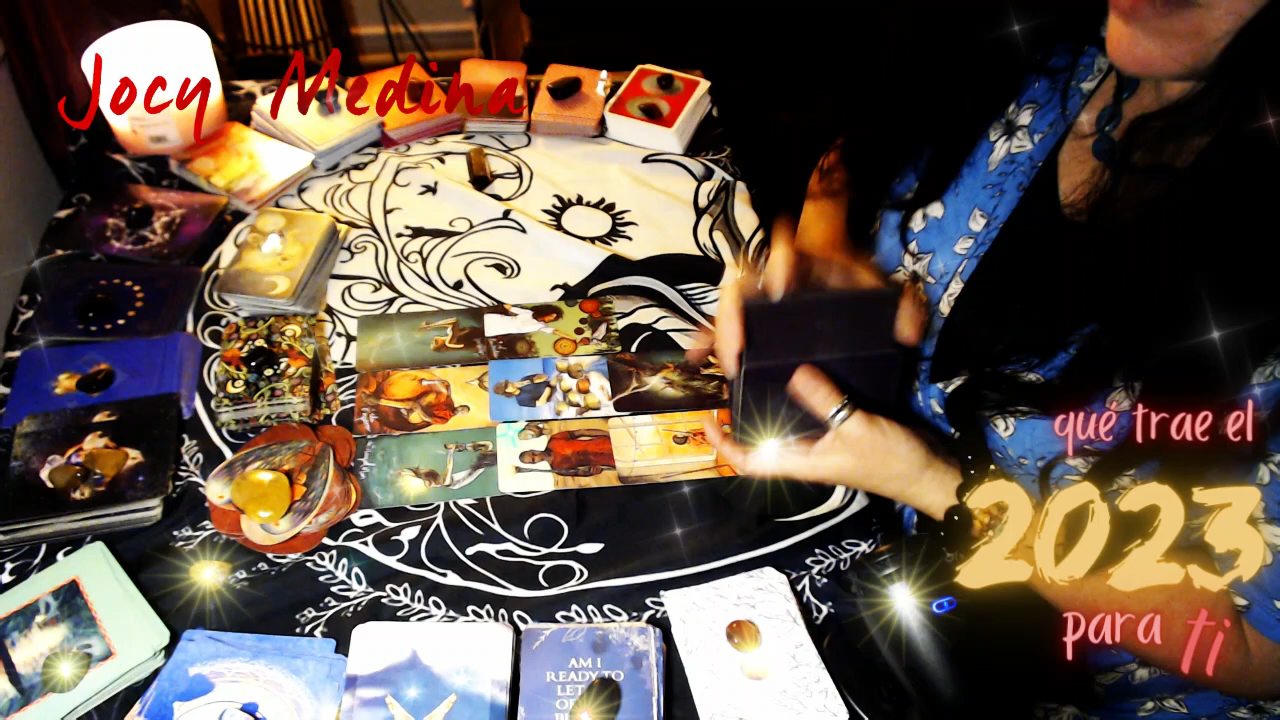 Jocy Medina
qué trae el
2023
para ti
AM I
READY TO
LET